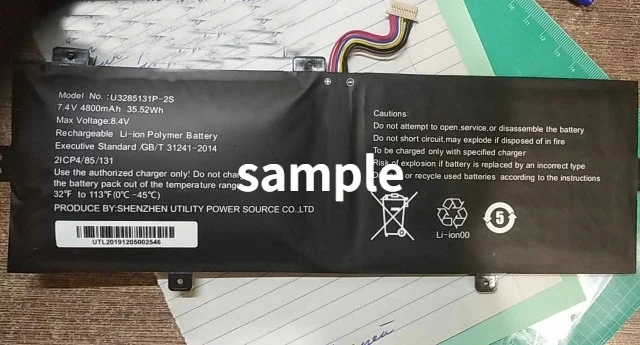 Model No. :U3285131P-2S
7.4V 4800mAh 35.52Wh
Max Voltage:8.4V
Rechargeable Li-ion Polymer Battery
Executive Standard /GB/T 31241-2014
2ICP4/85/131
Use the authorized charger only! Do not
the battery pack out of the temperature
32°F to 113°F(0℃ -45℃)
PRODUCE BY:SHENZHEN UTILITY POWER SOURCE CO.,LTD
UTL20191205002546
⊕ ⊖
Cautions:
Do not attempt to open,service,or disassemble the battery
Do not short circuit,may explode if disposed of in fire
To be charged only with specified charger
Risk of explosion if battery is replaced by an incorrect type
or recycle used batteries according to the instructions
Li-ion00
5
sample